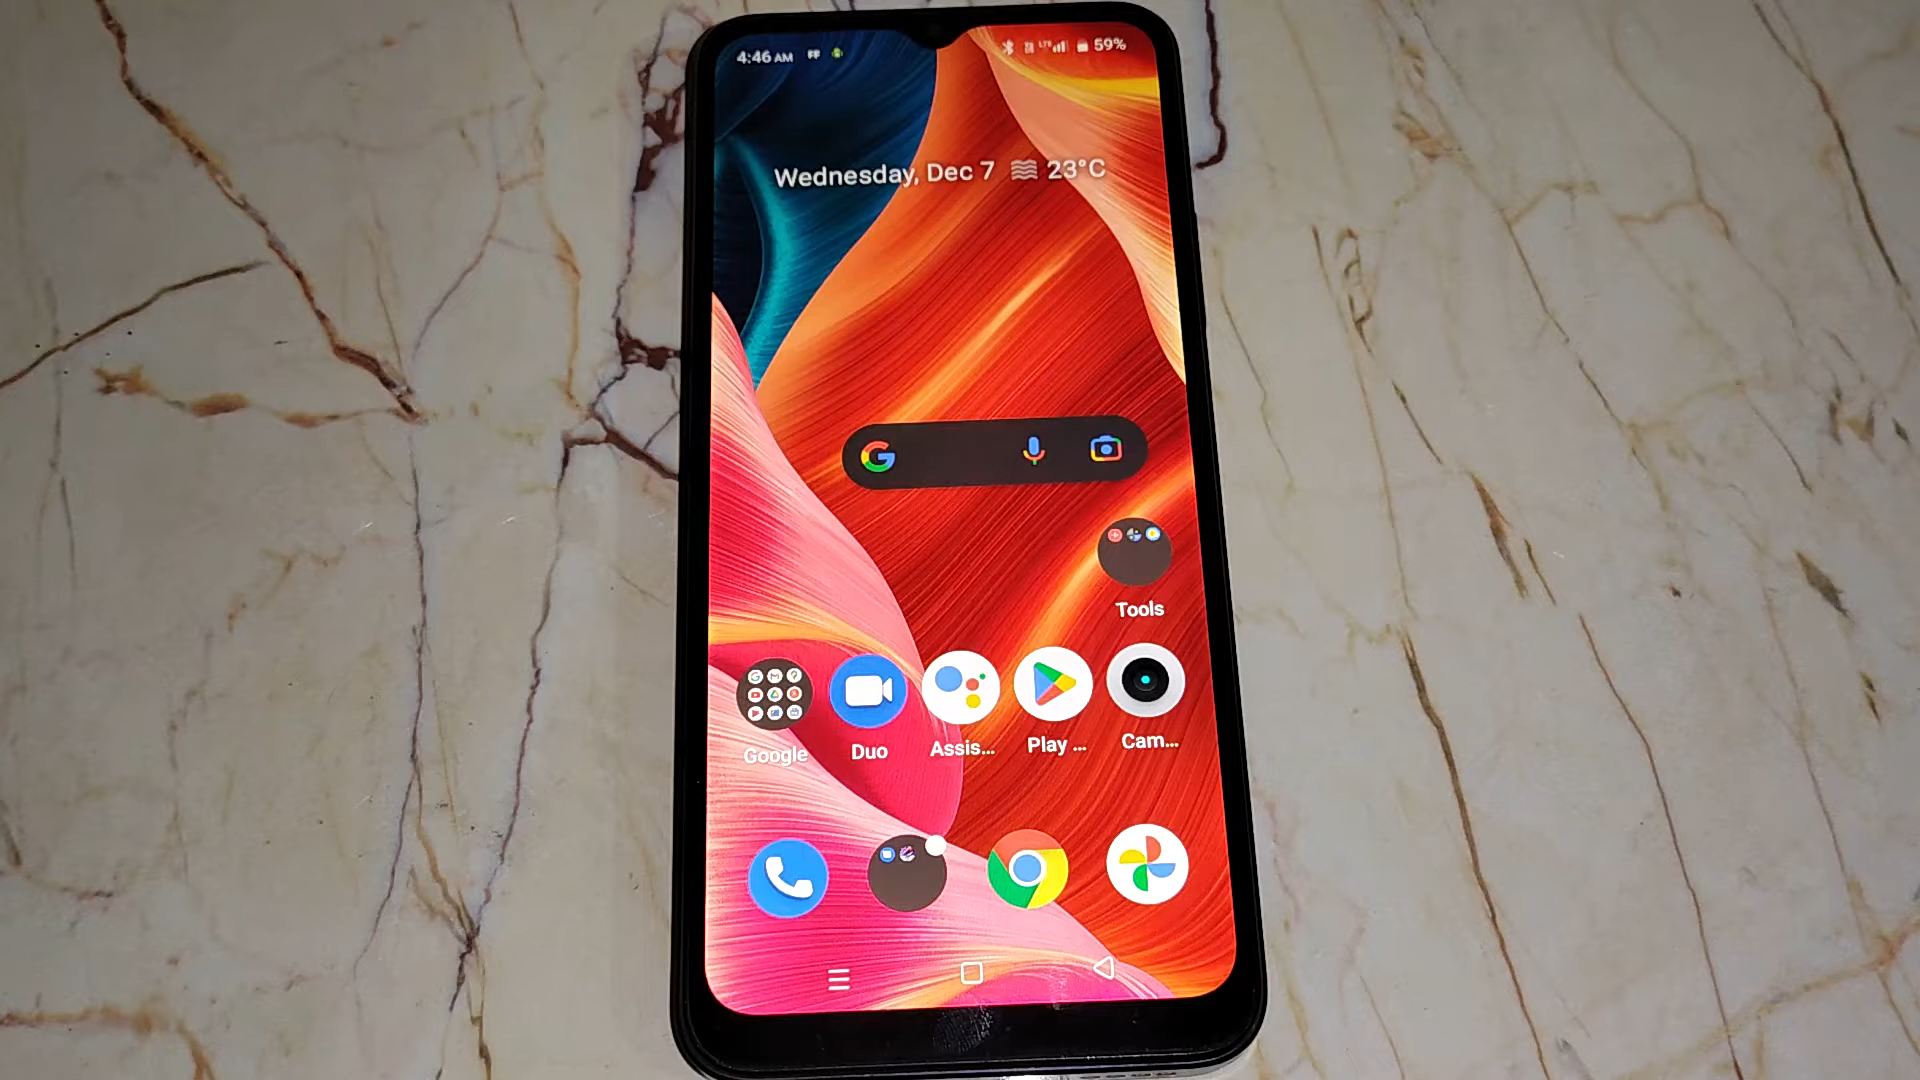 4:46 AM
59%
Wednesday, Dec 7 23°C
Tools
Google Duo Assis... Play ... Cam...